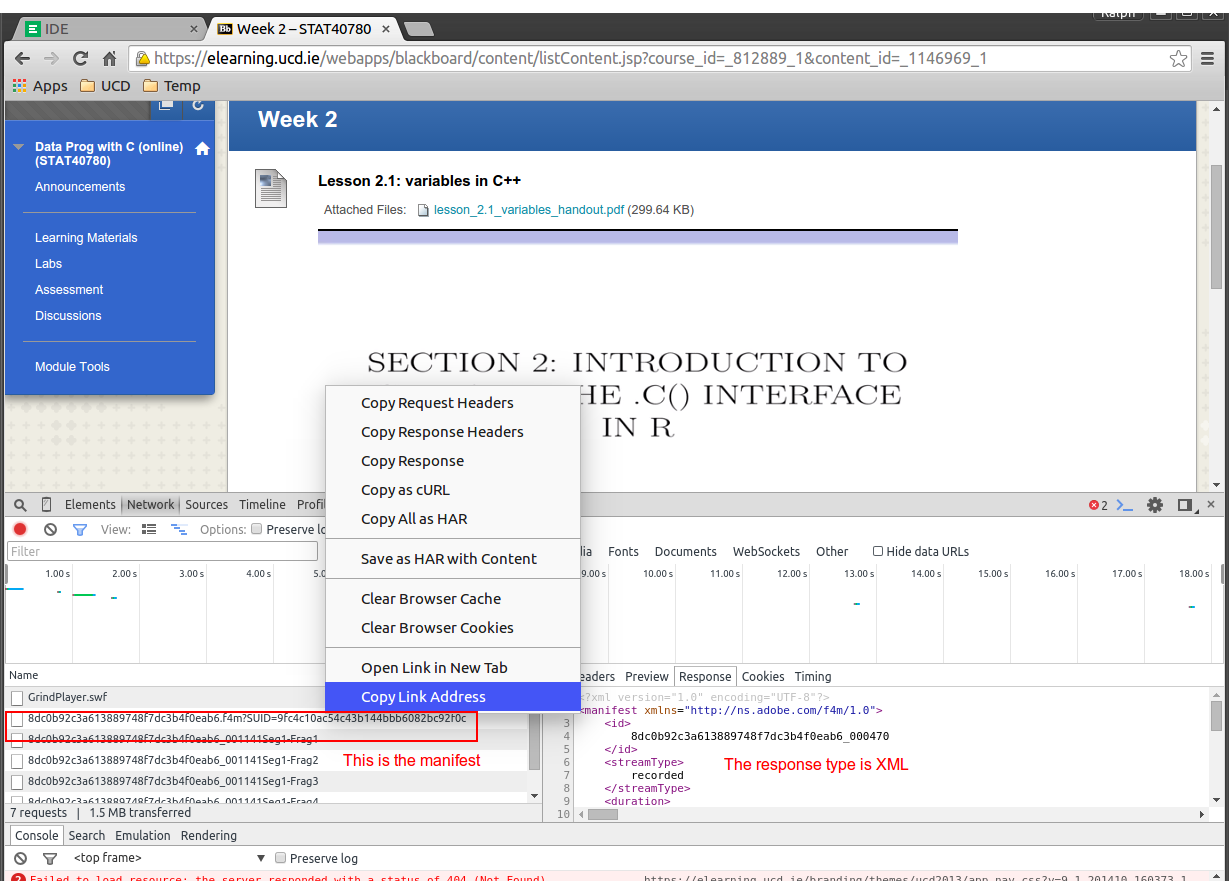 Ralph
IDE ×
Bb Week 2 – STAT40780 ×
https://elearning.ucd.ie/webapps/blackboard/content/listContent.jsp?course_id=_812889_1&content_id=_1146969_1
Apps UCD Temp
Week 2
Data Prog with C (online)
(STAT40780)
Announcements
Learning Materials
Labs
Assessment
Discussions
Module Tools
Lesson 2.1: variables in C++
Attached Files: lesson_2.1_variables_handout.pdf (299.64 KB)
SECTION 2: INTRODUCTION TO
HE .C() INTERFACE
IN R
Copy Request Headers
Copy Response Headers
Copy Response
Copy as cURL
Copy All as HAR
Save as HAR with Content
Clear Browser Cache
Clear Browser Cookies
Open Link in New Tab
Copy Link Address
Elements Network Sources Timeline Profi 2
View: Options: Preserve lo
Filter
ia Fonts Documents WebSockets Other Hide data URLs
1.00 s 2.00 s 3.00 s 4.00 s 5.0 9.00 s 10.00 s 11.00 s 12.00 s 13.00 s 14.00 s 15.00 s 16.00 s 17.00 s 18.00 s
Name
GrindPlayer.swf
8dc0b92c3a613889748f7dc3b4f0eab6.f4m?SUID=9fc4c10ac54c43b144bbb6082bc92f0c
8dc0b92c3a613889748f7dc3b4f0eab6_001141Seg1-Frag1
8dc0b92c3a613889748f7dc3b4f0eab6_001141Seg1-Frag2
8dc0b92c3a613889748f7dc3b4f0eab6_001141Seg1-Frag3
8dc0b92c3a613889748f7dc3b4f0eab6_001141Seg1-Frag4
This is the manifest
7 requests | 1.5 MB transferred
eaders Preview Response Cookies Timing
<?xml version="1.0" encoding="UTF-8"?>
<manifest xmlns="http://ns.adobe.com/f4m/1.0">
3 <id>
4 8dc0b92c3a613889748f7dc3b4f0eab6_000470
5 </id>
6 <streamType>
7 recorded
8 </streamType>
9 <duration>
10
The response type is XML
Console Search Emulation Rendering
<top frame> Preserve log
Failed to load resource: the server responded with a status of 404 (Not Found) https://elearning.ucd.ie/branding/themes/ucd2013/app_nav.css?v=9.1.201410.160373_1